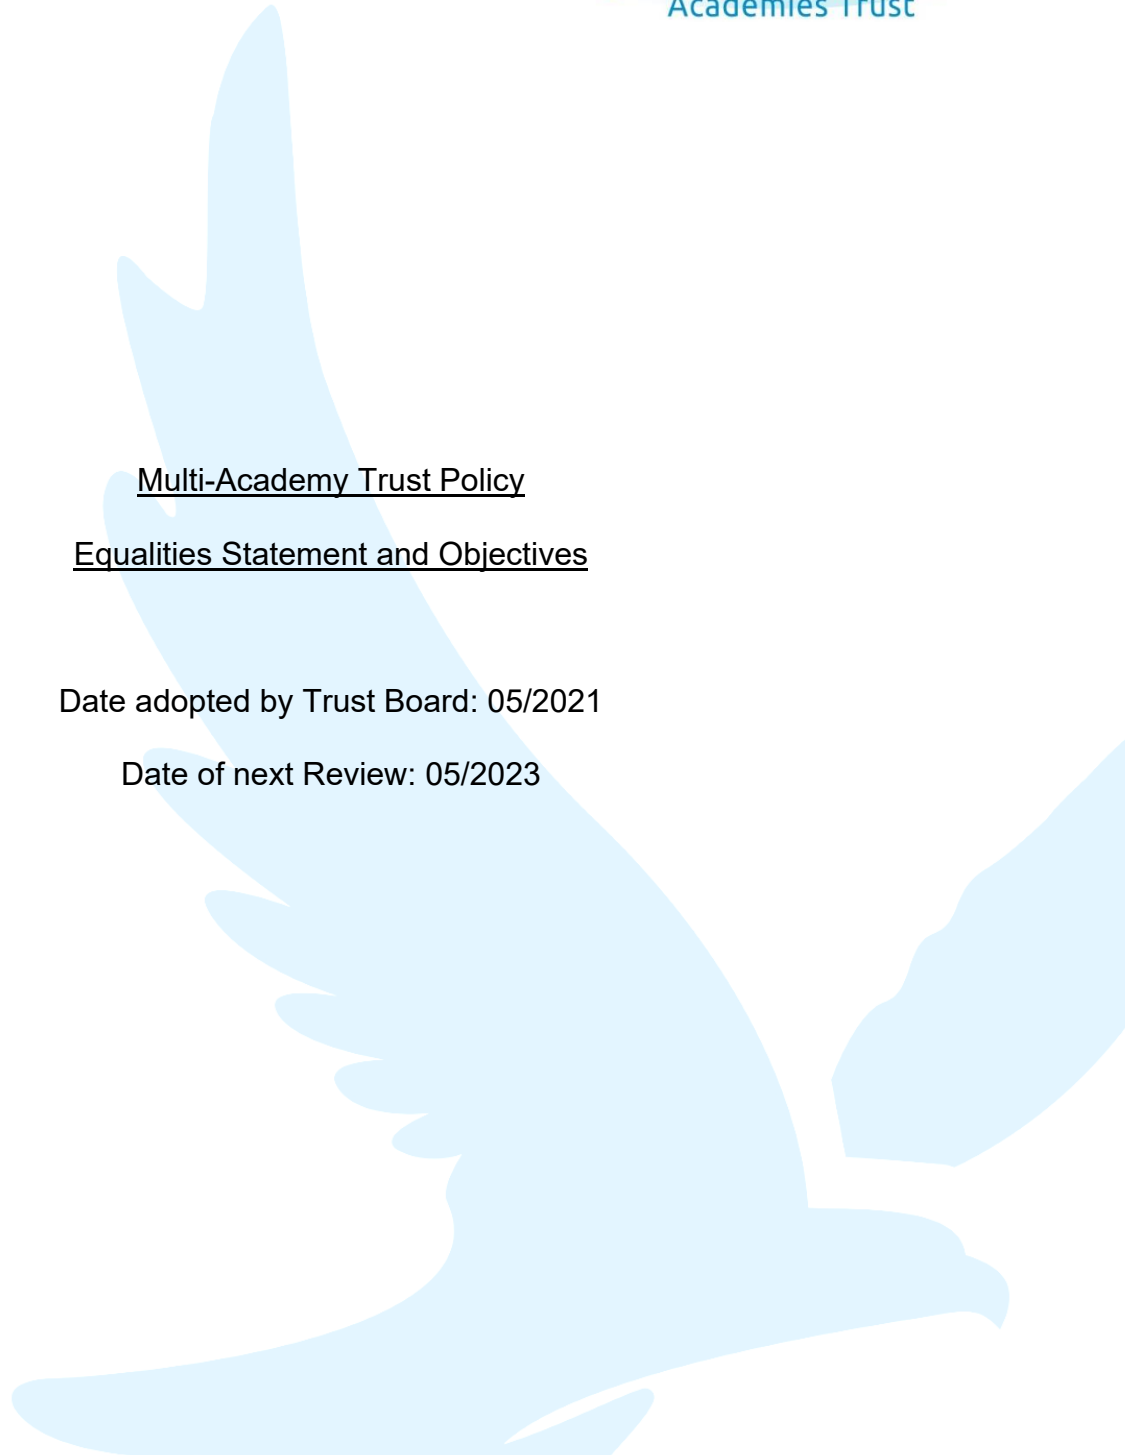 Academies Trust
Multi-Academy Trust Policy
Equalities Statement and Objectives
Date adopted by Trust Board: 05/2021
Date of next Review: 05/2023